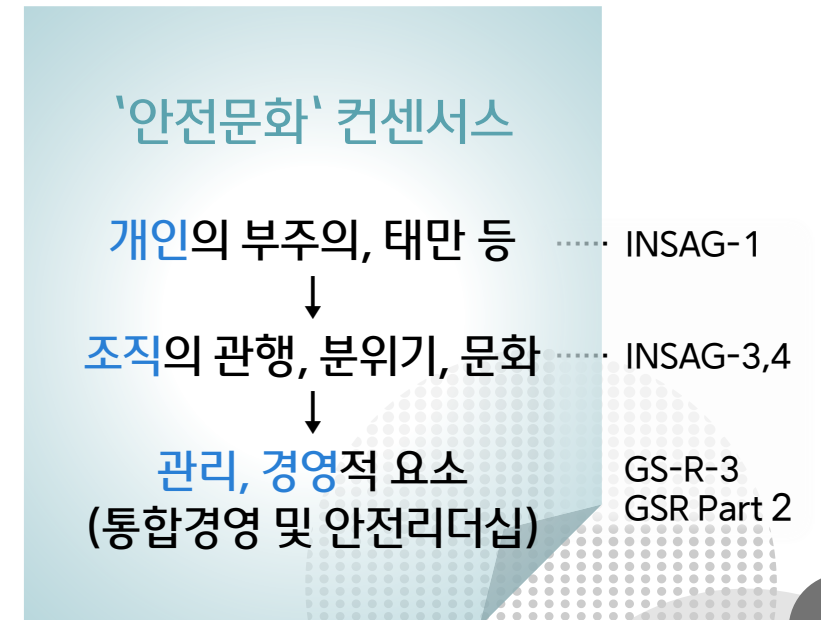 ‘안전문화‘ 컨센서스
개인의 부주의, 태만 등 ...... INSAG-1
↓
조직의 관행, 분위기, 문화 ...... INSAG-3,4
↓
관리, 경영적 요소 GS-R-3
(통합경영 및 안전리더십) GSR Part 2